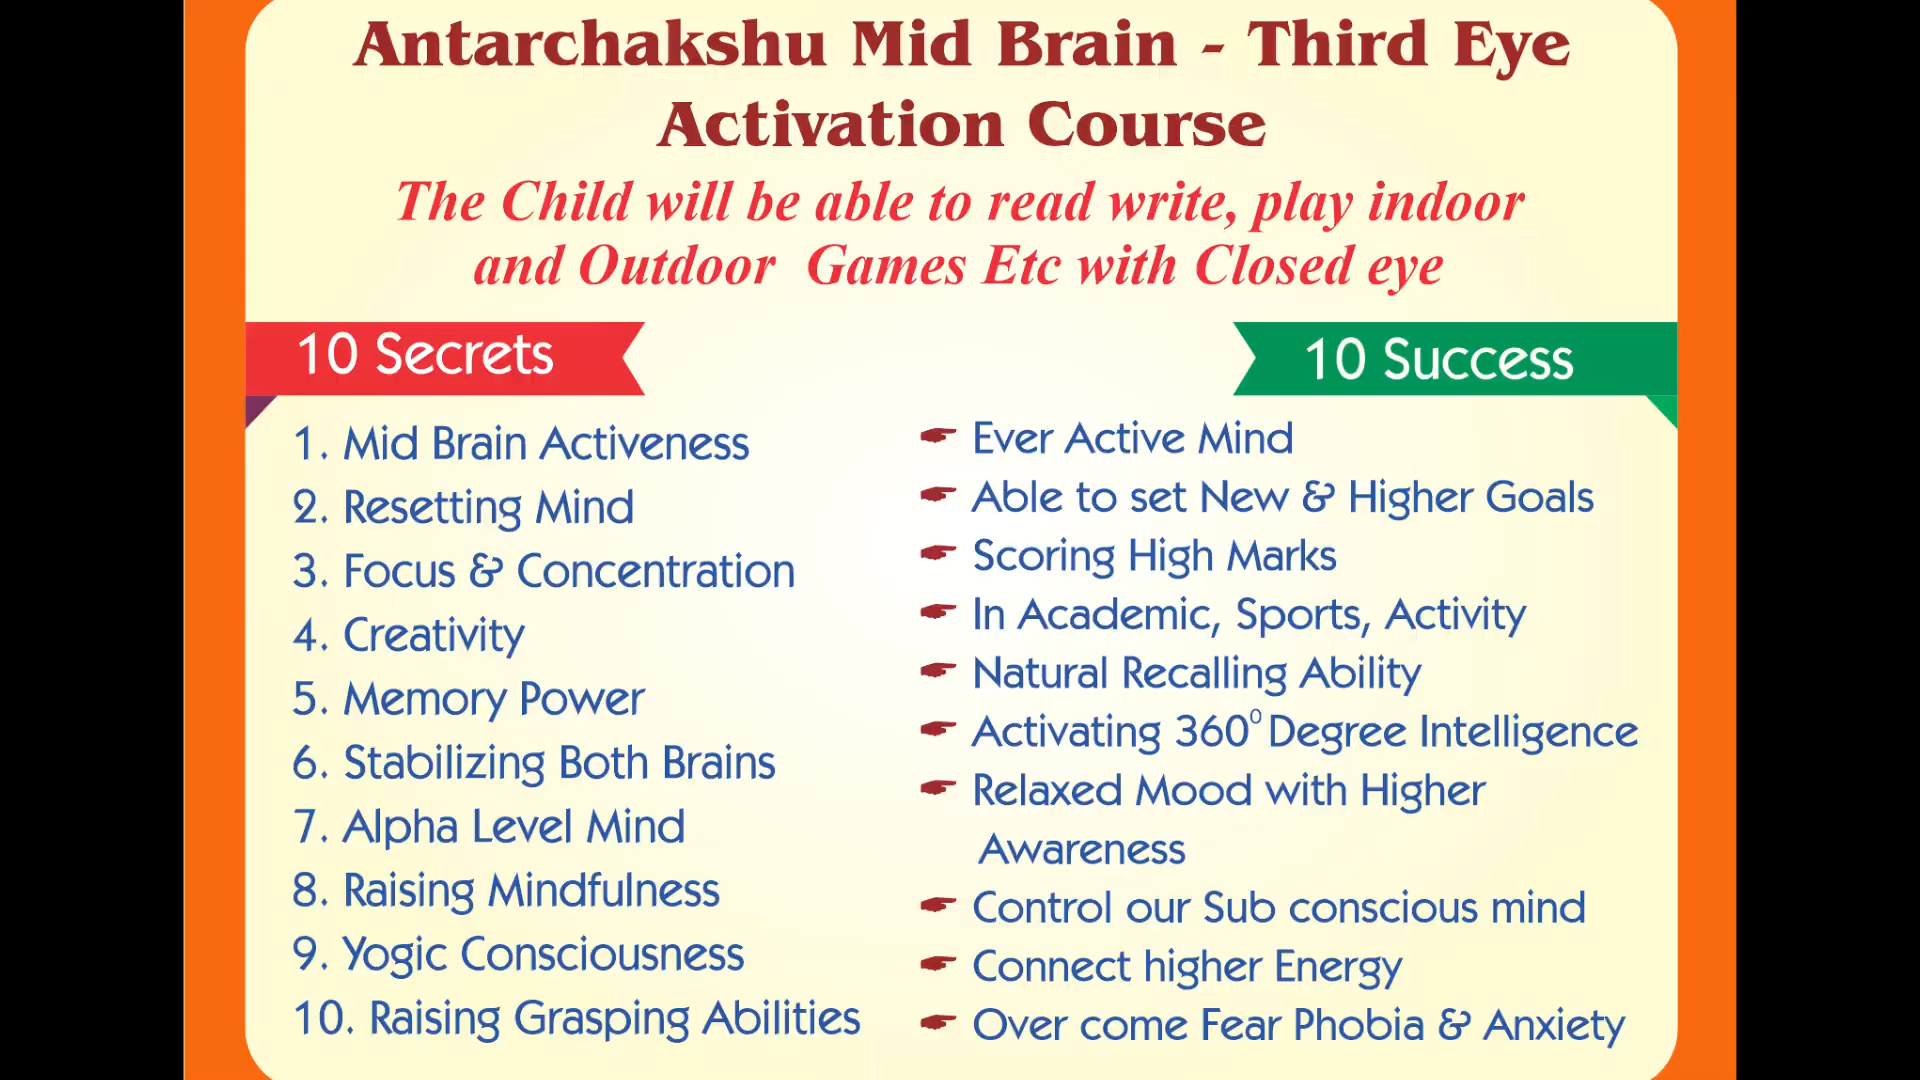 Antarchakshu Mid Brain - Third Eye
Activation Course
The Child will be able to read write, play indoor
and Outdoor Games Etc with Closed eye
10 Secrets
1. Mid Brain Activeness
2. Resetting Mind
3. Focus & Concentration
4. Creativity
5. Memory Power
6. Stabilizing Both Brains
7. Alpha Level Mind
8. Raising Mindfulness
9. Yogic Consciousness
10. Raising Grasping Abilities
10 Success
Ever Active Mind
Able to set New & Higher Goals
Scoring High Marks
In Academic, Sports, Activity
Natural Recalling Ability
Activating 360⁰ Degree Intelligence
Relaxed Mood with Higher
Awareness
Control our Sub conscious mind
Connect higher Energy
Over come Fear Phobia & Anxiety